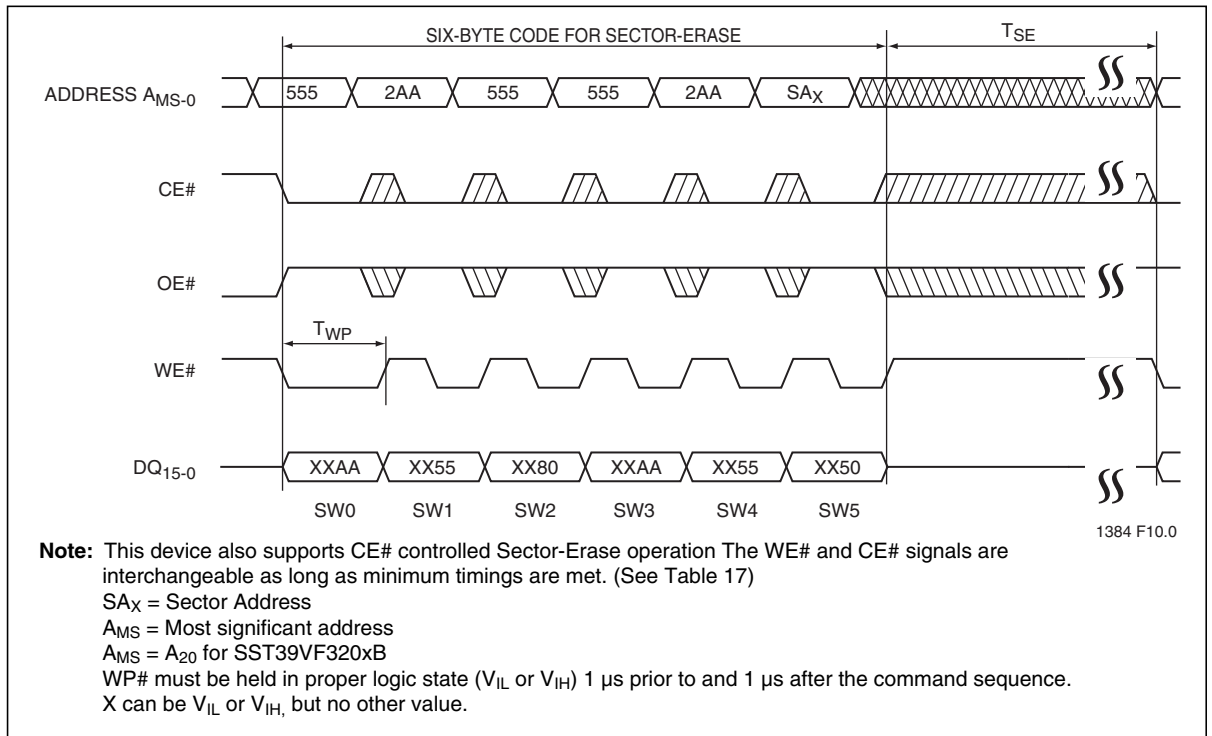 SIX-BYTE CODE FOR SECTOR-ERASE
TSE
ADDRESS AMS-0
555 2AA 555 555 2AA SAX
CE#
OE#
TWP
WE#
DQ15-0
XXAA XX55 XX80 XXAA XX55 XX50
SW0 SW1 SW2 SW3 SW4 SW5
1384 F10.0
Note: This device also supports CE# controlled Sector-Erase operation The WE# and CE# signals are
interchangeable as long as minimum timings are met. (See Table 17)
SAX = Sector Address
AMS = Most significant address
AMS = A20 for SST39VF320xB
WP# must be held in proper logic state (VIL or VIH) 1 µs prior to and 1 µs after the command sequence.
X can be VIL or VIH, but no other value.